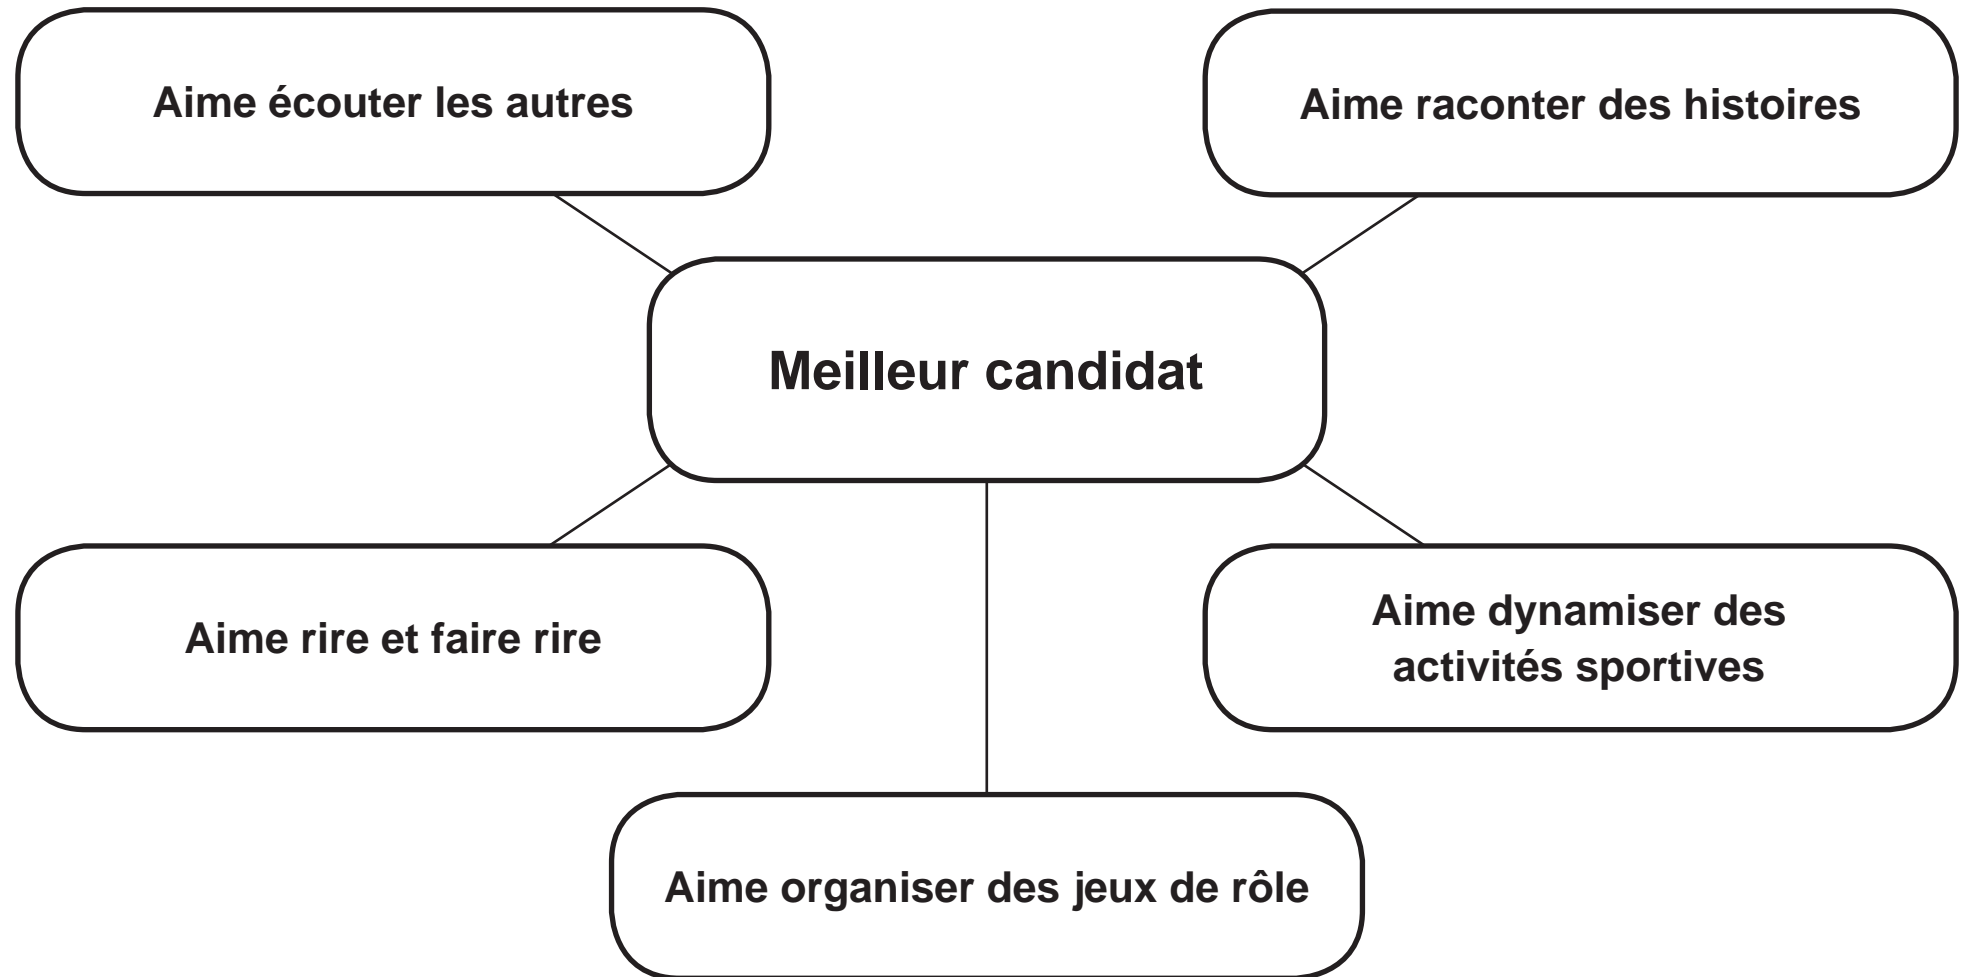 Aime écouter les autres
Aime raconter des histoires
Meilleur candidat
Aime rire et faire rire
Aime dynamiser des
activités sportives
Aime organiser des jeux de rôle